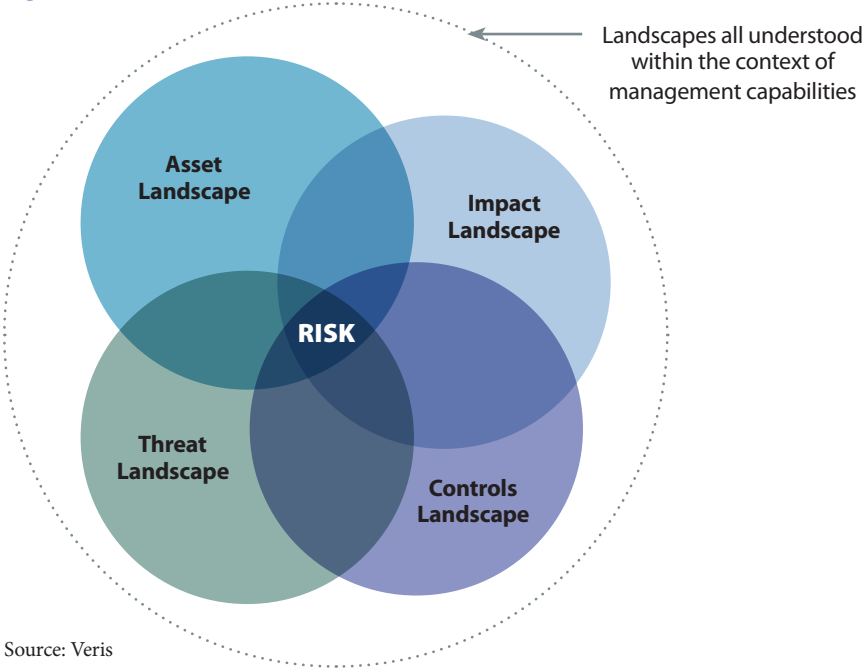 Landscapes all understood
within the context of
management capabilities
Asset
Landscape
Impact
Landscape
RISK
Threat
Landscape
Controls
Landscape
Source: Veris